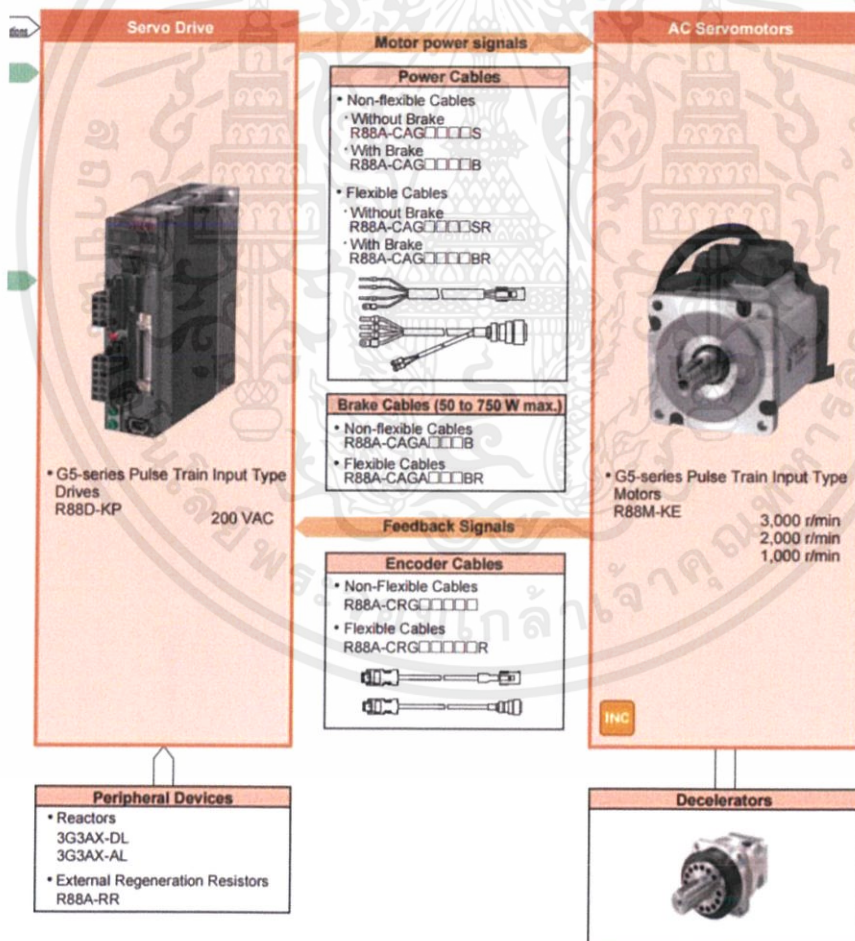 Servo Drive
Motor power signals
AC Servomotors
Power Cables
• Non-flexible Cables
· Without Brake
R88A-CAG□□□□S
· With Brake
R88A-CAG□□□□B
• Flexible Cables
· Without Brake
R88A-CAG□□□□SR
· With Brake
R88A-CAG□□□□BR
Brake Cables (50 to 750 W max.)
• Non-flexible Cables
R88A-CAGA□□□B
• Flexible Cables
R88A-CAGA□□□BR
• G5-series Pulse Train Input Type
Drives
R88D-KP
200 VAC
Feedback Signals
Encoder Cables
• Non-Flexible Cables
R88A-CRG□□□□□
• Flexible Cables
R88A-CRG□□□□□R
• G5-series Pulse Train Input Type
Motors
R88M-KE
3,000 r/min
2,000 r/min
1,000 r/min
INC
Peripheral Devices
• Reactors
3G3AX-DL
3G3AX-AL
• External Regeneration Resistors
R88A-RR
Decelerators